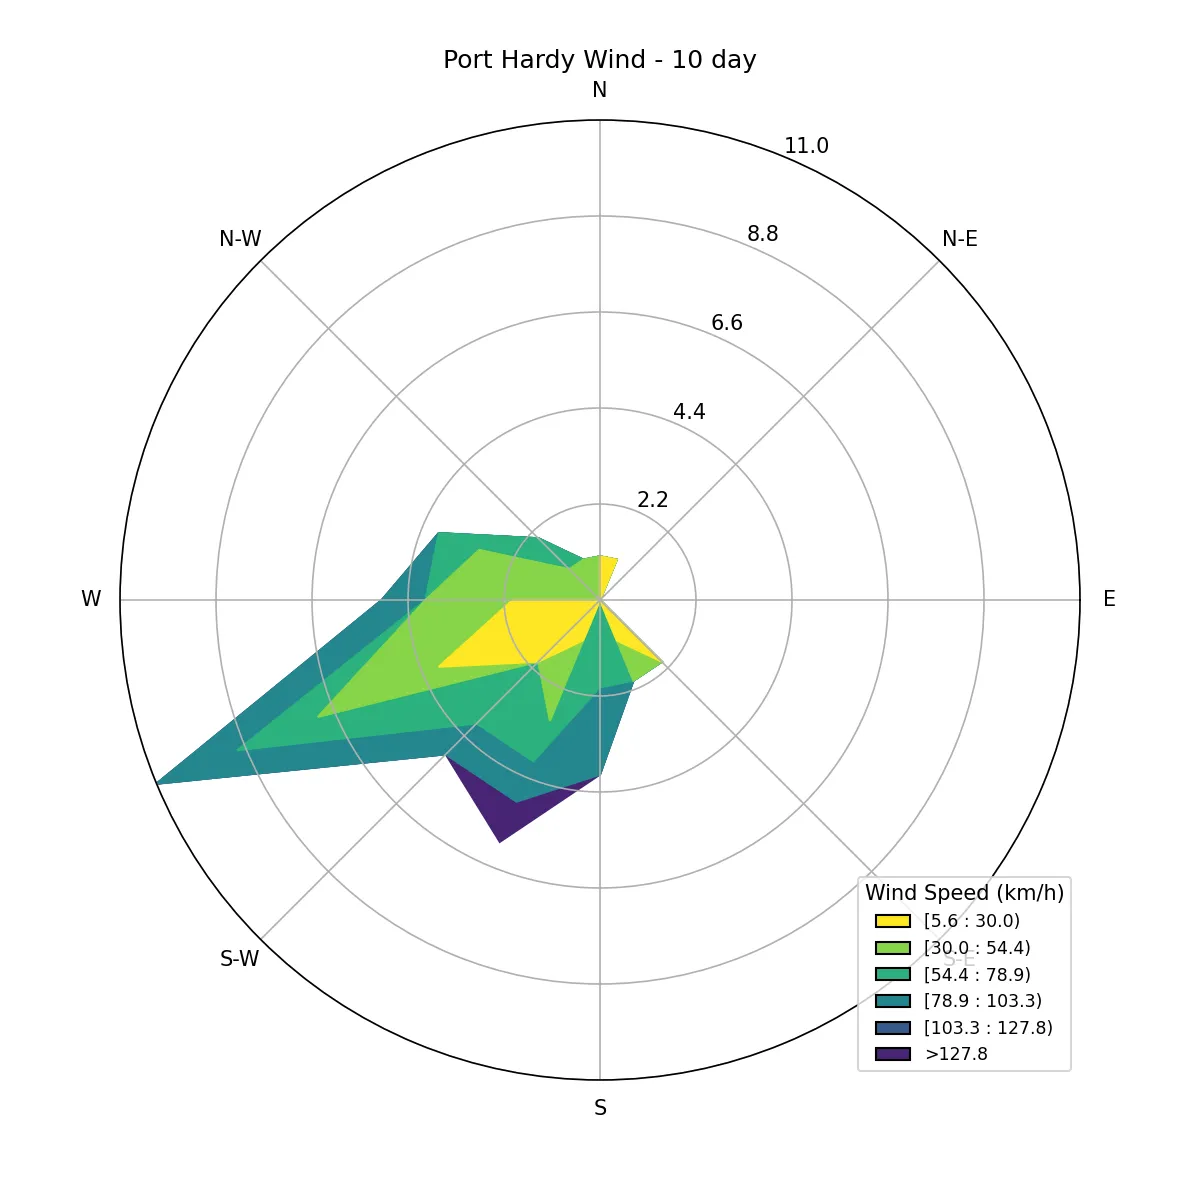 Port Hardy Wind - 10 day
N
11.0
N-W
8.8
N-E
6.6
4.4
2.2
W
E
S-W
S-E
S
Wind Speed (km/h)
[5.6 : 30.0)
[30.0 : 54.4)
[54.4 : 78.9)
[78.9 : 103.3)
[103.3 : 127.8)
>127.8